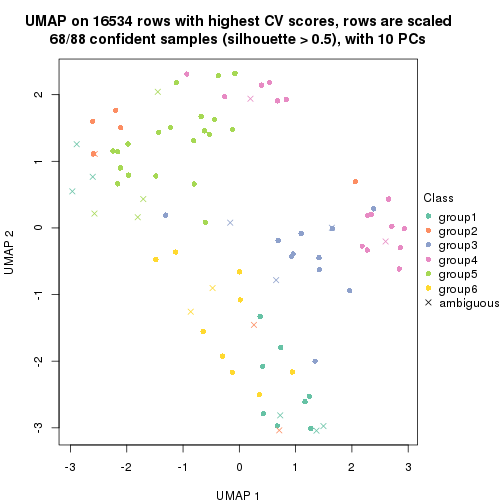 UMAP on 16534 rows with highest CV scores, rows are scaled
68/88 confident samples (silhouette > 0.5), with 10 PCs
2
1
0
-1
-2
-3
UMAP 2
-3
-2
-1
0
1
2
3
UMAP 1
Class
group1
group2
group3
group4
group5
group6
ambiguous